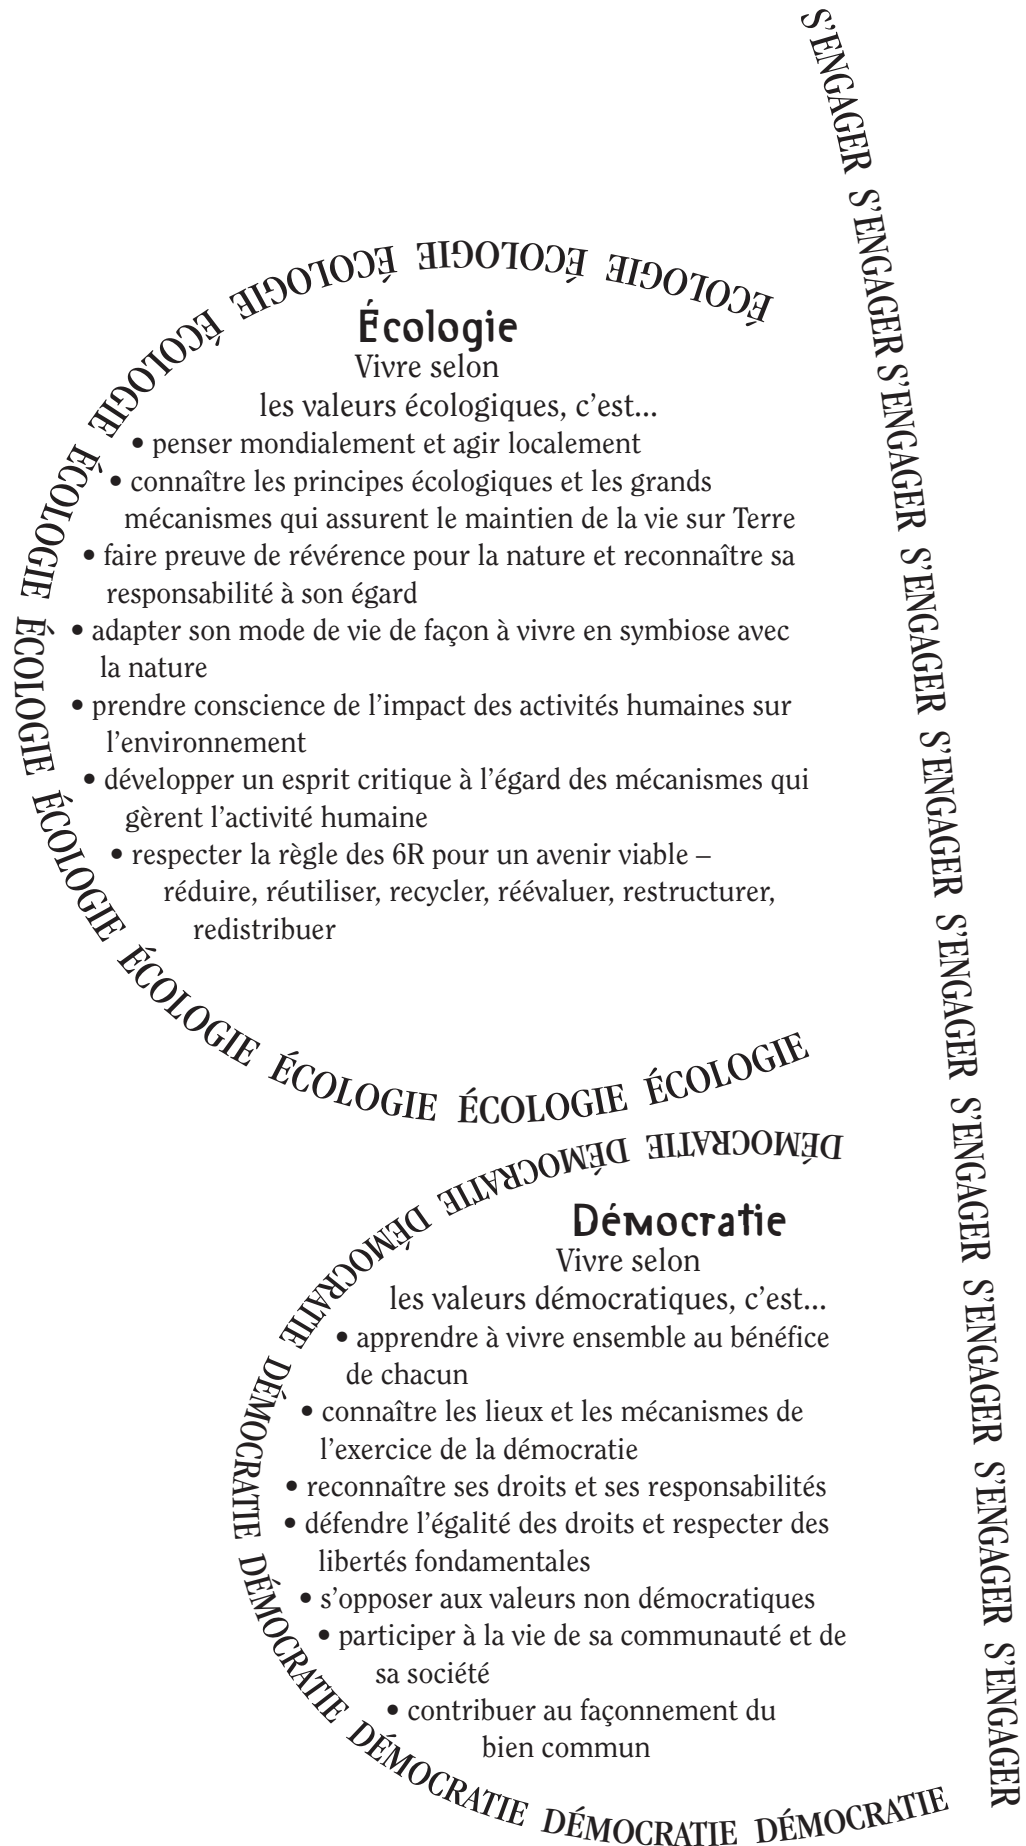 S'ENGAGER S'ENGAGER S'ENGAGER S'ENGAGER S'ENGAGER S'ENGAGER S'ENGAGER S'ENGAGER S'ENGAGER S'ENGAGER
ÉCOLOGIE ÉCOLOGIE ÉCOLOGIE ÉCOLOGIE ÉCOLOGIE ÉCOLOGIE ÉCOLOGIE ÉCOLOGIE ÉCOLOGIE ÉCOLOGIE ÉCOLOGIE
Écologie
Vivre selon
les valeurs écologiques, c'est...
• penser mondialement et agir localement
• connaître les principes écologiques et les grands
mécanismes qui assurent le maintien de la vie sur Terre
• faire preuve de révérence pour la nature et reconnaître sa
responsabilité à son égard
• adapter son mode de vie de façon à vivre en symbiose avec
la nature
• prendre conscience de l'impact des activités humaines sur
l'environnement
• développer un esprit critique à l'égard des mécanismes qui
gèrent l'activité humaine
• respecter la règle des 6R pour un avenir viable –
réduire, réutiliser, recycler, réévaluer, restructurer,
redistribuer
DÉMOCRATIE DÉMOCRATIE DÉMOCRATIE DÉMOCRATIE DÉMOCRATIE DÉMOCRATIE DÉMOCRATIE DÉMOCRATIE
Démocratie
Vivre selon
les valeurs démocratiques, c'est...
• apprendre à vivre ensemble au bénéfice
de chacun
• connaître les lieux et les mécanismes de
l'exercice de la démocratie
• reconnaître ses droits et ses responsabilités
• défendre l'égalité des droits et respecter des
libertés fondamentales
• s'opposer aux valeurs non démocratiques
• participer à la vie de sa communauté et de
sa société
• contribuer au façonnement du
bien commun